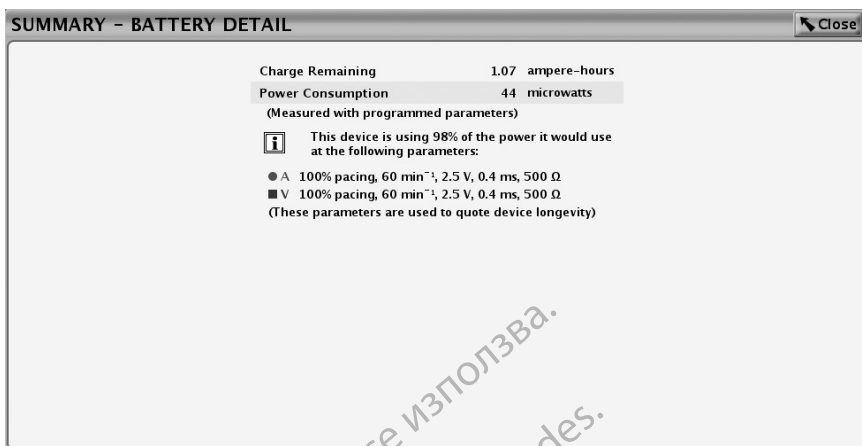 SUMMARY – BATTERY DETAIL
Close
Charge Remaining 1.07 ampere-hours
Power Consumption 44 microwatts
(Measured with programmed parameters)
This device is using 98% of the power it would use
at the following parameters:
A 100% pacing, 60 min⁻¹, 2.5 V, 0.4 ms, 500 Ω
V 100% pacing, 60 min⁻¹, 2.5 V, 0.4 ms, 500 Ω
(These parameters are used to quote device longevity)
се използва.